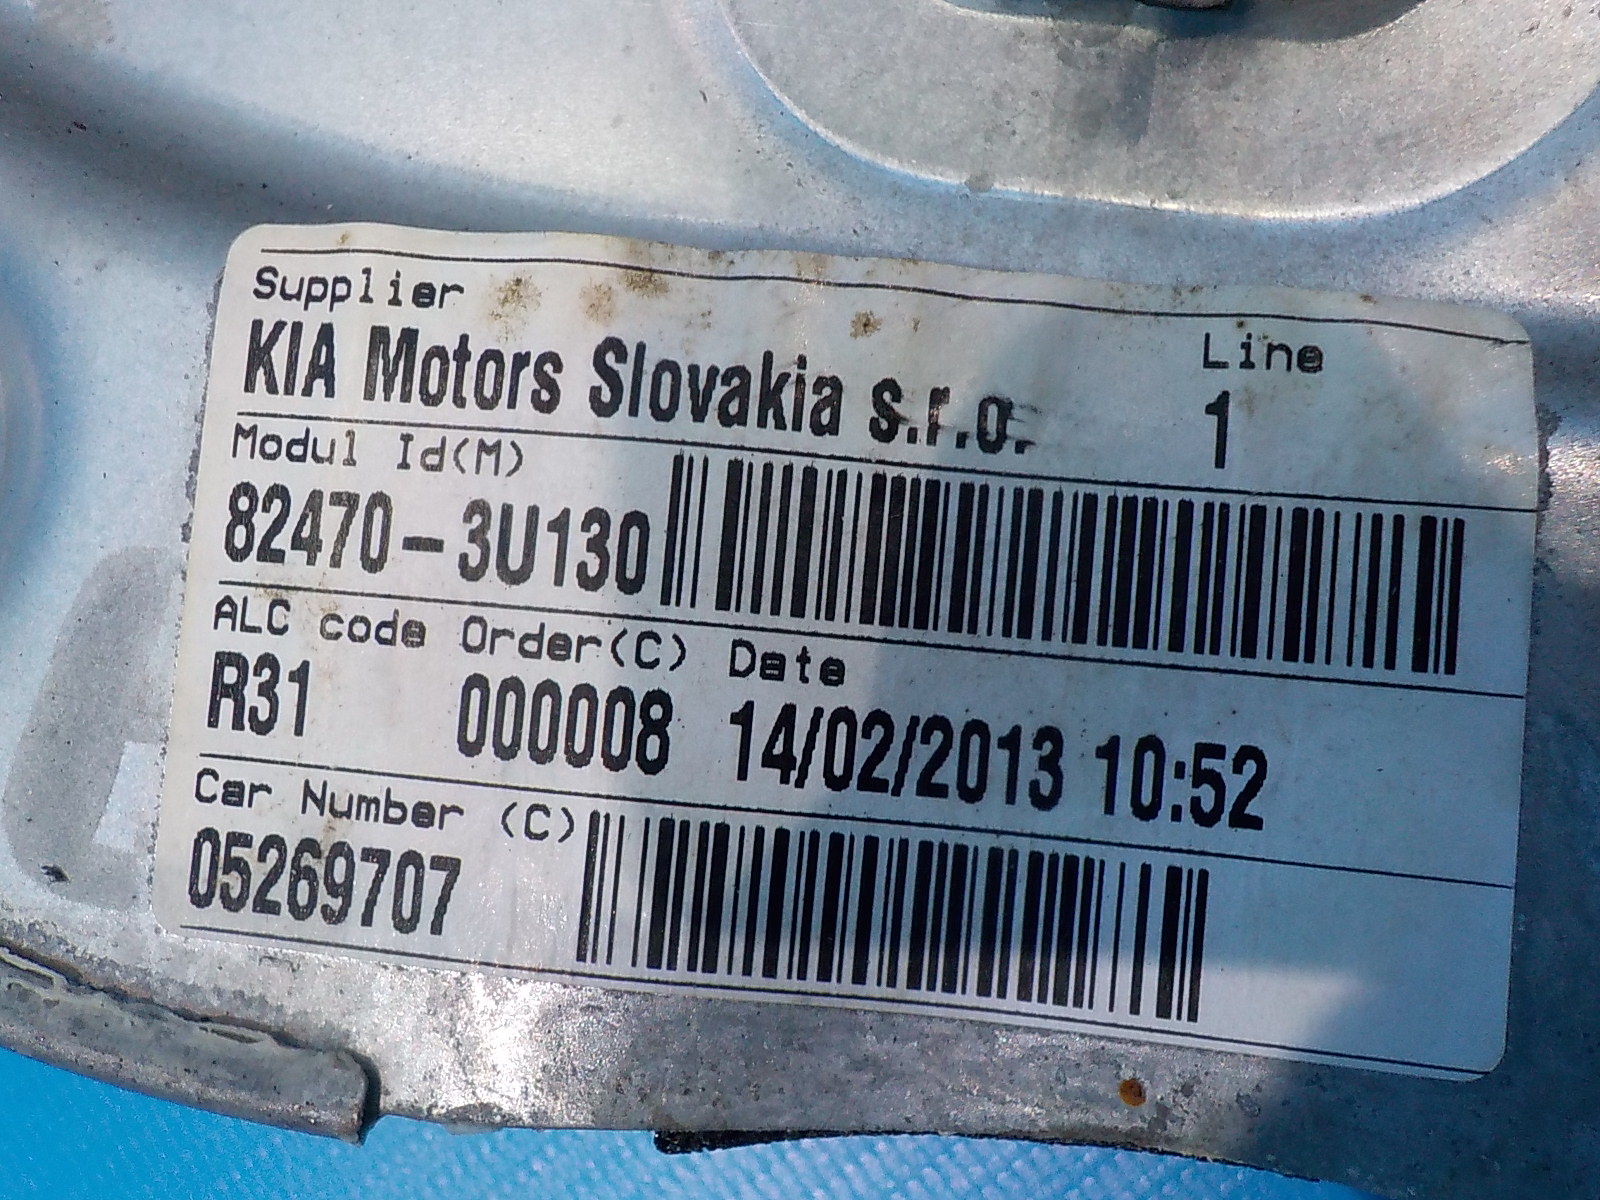 Supplier Line
KIA Motors Slovakia s.r.o. 1
Modul Id(M)
82470-3U130
ALC code Order(C) Date
R31 000008 14/02/2013 10:52
Car Number (C)
05269707